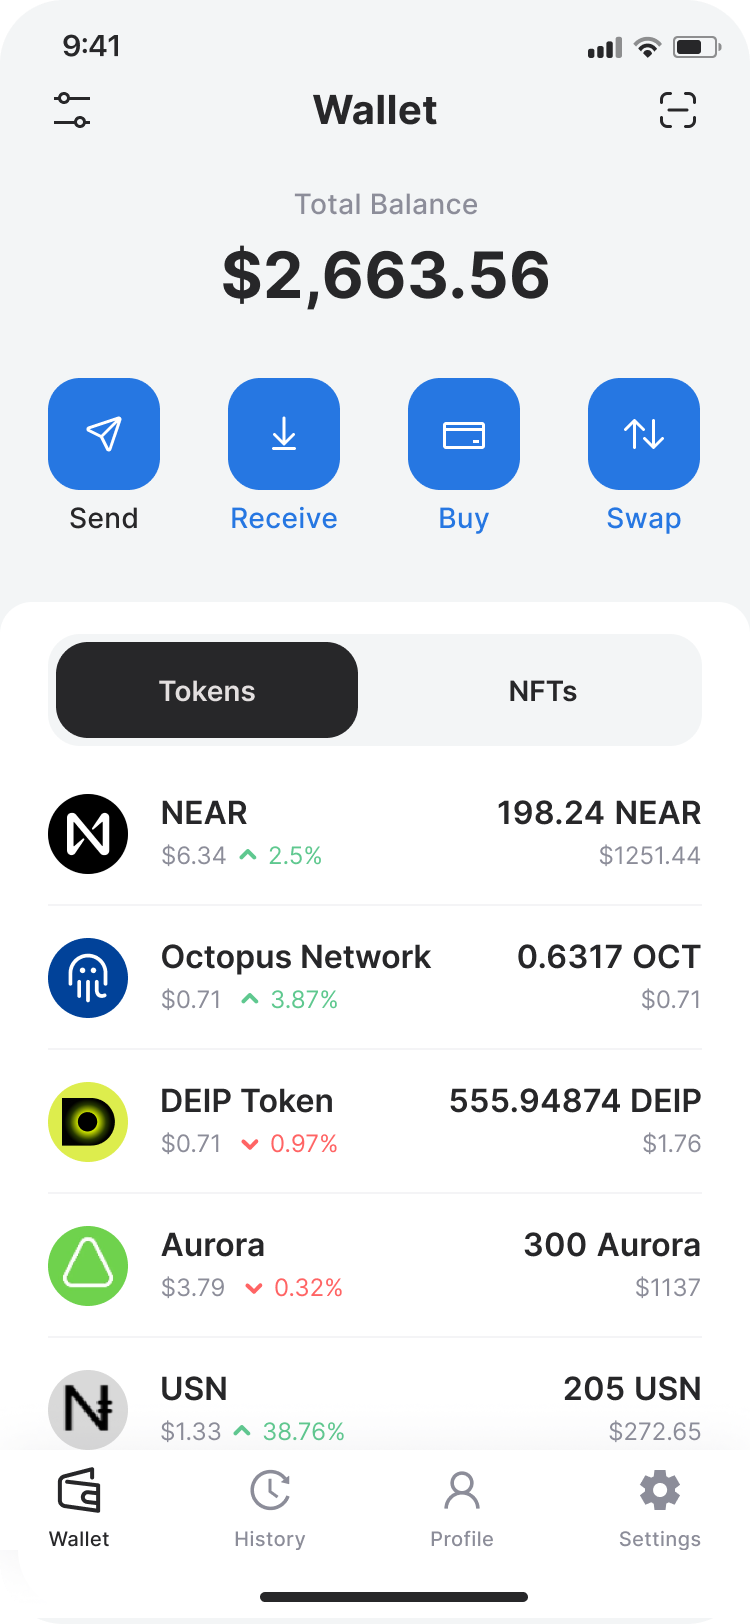 9:41
Wallet
Total Balance
$2,663.56
Send Receive Buy Swap
Tokens NFTs
NEAR 198.24 NEAR
$6.34 2.5% $1251.44
Octopus Network 0.6317 OCT
$0.71 3.87% $0.71
DEIP Token 555.94874 DEIP
$0.71 0.97% $1.76
Aurora 300 Aurora
$3.79 0.32% $1137
USN 205 USN
$1.33 38.76% $272.65
Wallet History Profile Settings